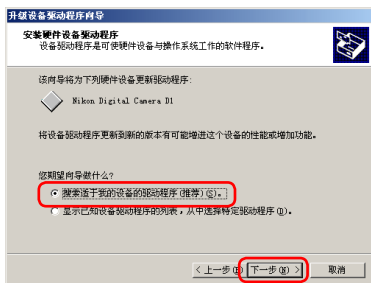 升级设备驱动程序向导
安装硬件设备驱动程序
设备驱动程序是可使硬件设备与操作系统工作的软件程序。
该向导将为下列硬件设备更新驱动程序:
Nikon Digital Camera D1
将设备驱动程序更新到新的版本有可能增进这个设备的性能或增加功能。
您期望向导做什么?
搜索适于我的设备的驱动程序(推荐)(S)。
显示已知设备驱动程序的列表，从中选择特定驱动程序(D)。
< 上一步(B) 下一步(N) > 取消